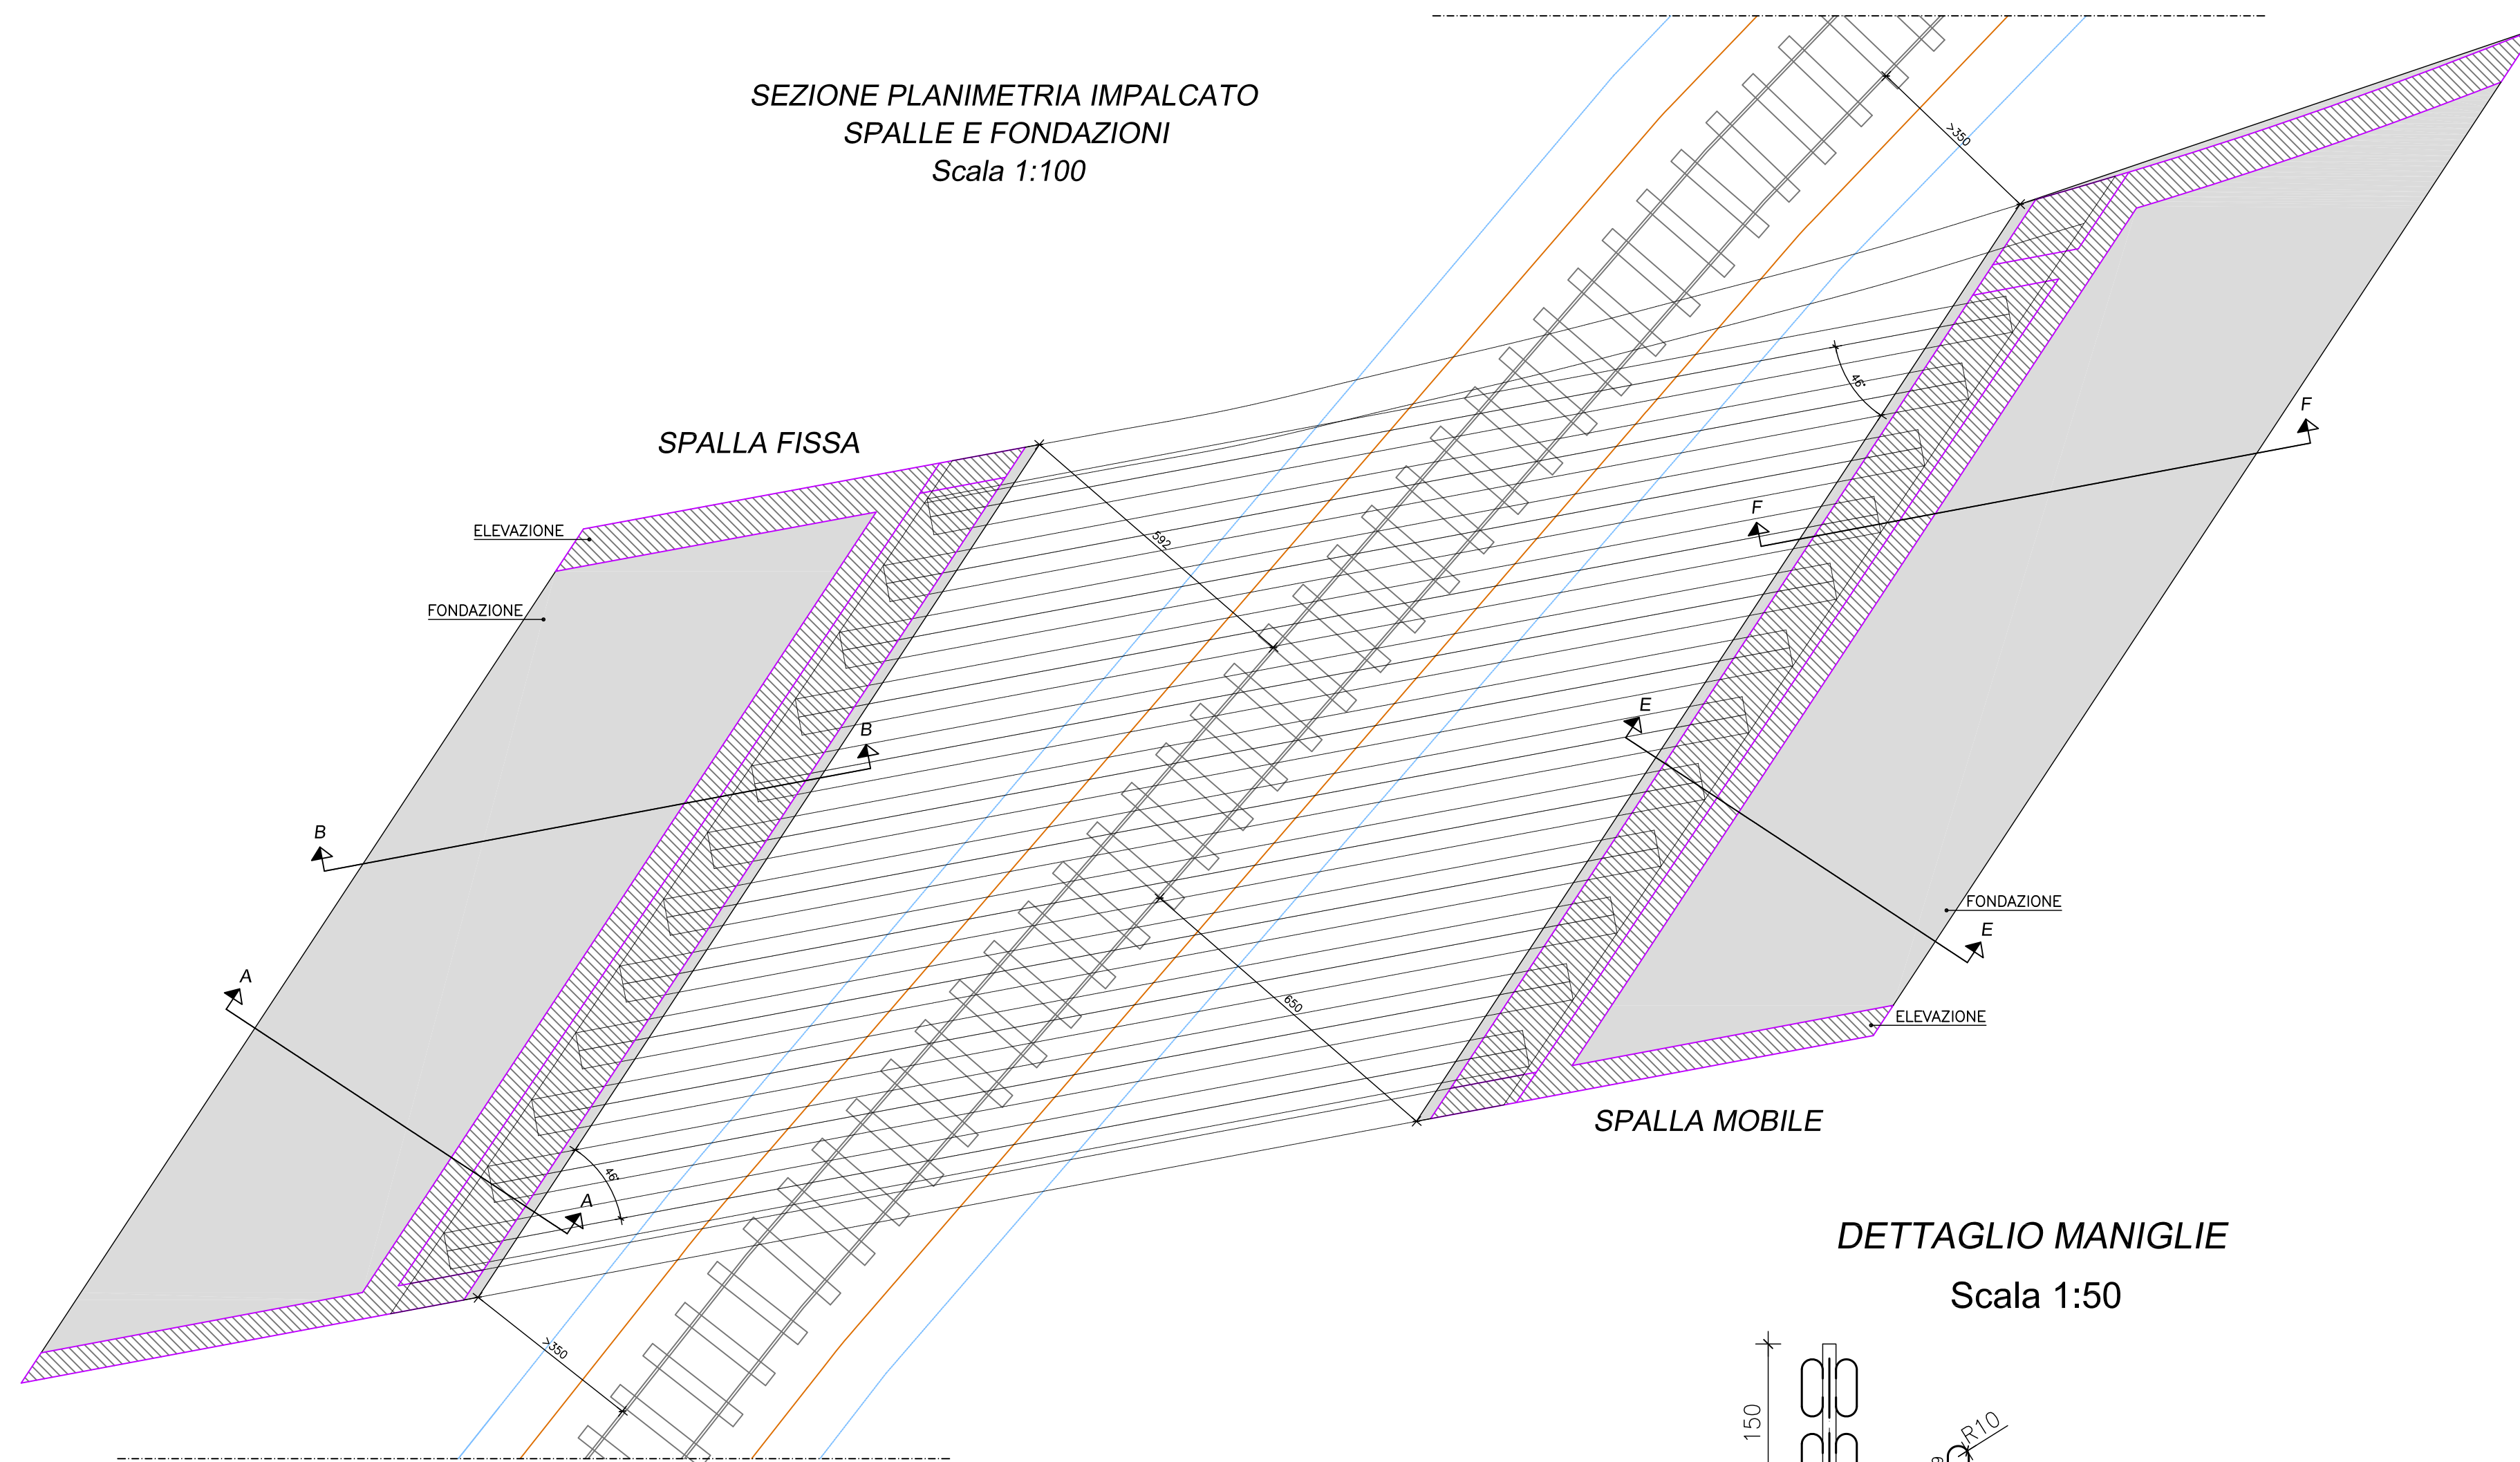 SEZIONE PLANIMETRIA IMPALCATO
SPALLE E FONDAZIONI
Scala 1:100
>350
SPALLA FISSA
46°
F
F
ELEVAZIONE
592
FONDAZIONE
E
B
B
FONDAZIONE
E
A
650
ELEVAZIONE
SPALLA MOBILE
46°
A
DETTAGLIO MANIGLIE
Scala 1:50
>350
150
R10